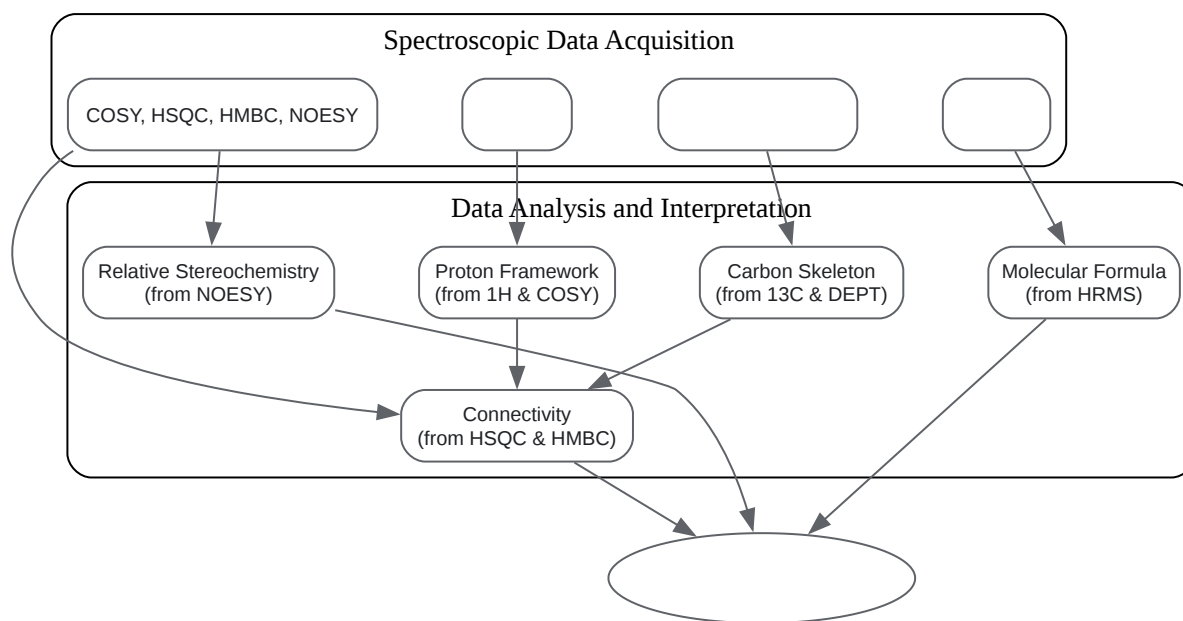 Spectroscopic Data Acquisition
COSY, HSQC, HMBC, NOESY
Data Analysis and Interpretation
Relative Stereochemistry
(from NOESY)
Proton Framework
(from 1H & COSY)
Carbon Skeleton
(from 13C & DEPT)
Molecular Formula
(from HRMS)
Connectivity
(from HSQC & HMBC)